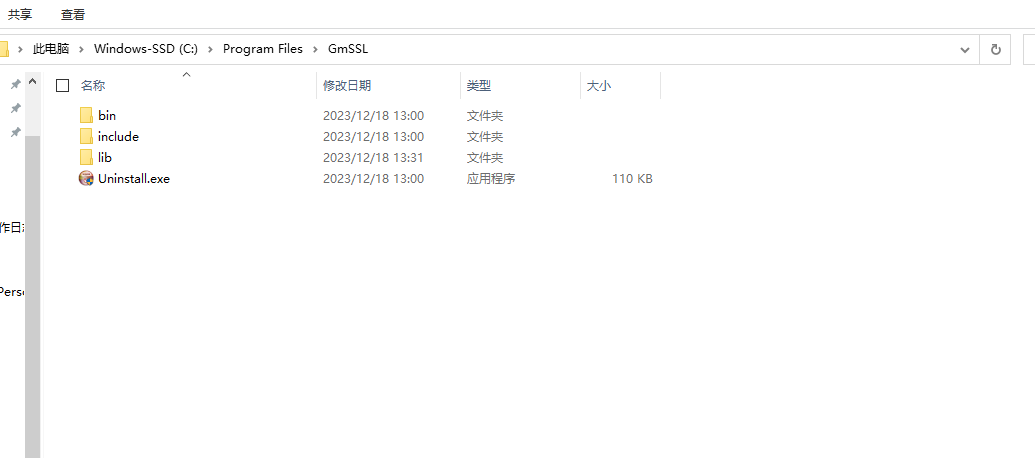 共享 查看
此电脑 Windows-SSD (C:) Program Files GmSSL
名称 修改日期 类型 大小
bin 2023/12/18 13:00 文件夹
include 2023/12/18 13:00 文件夹
lib 2023/12/18 13:31 文件夹
Uninstall.exe 2023/12/18 13:00 应用程序 110 KB